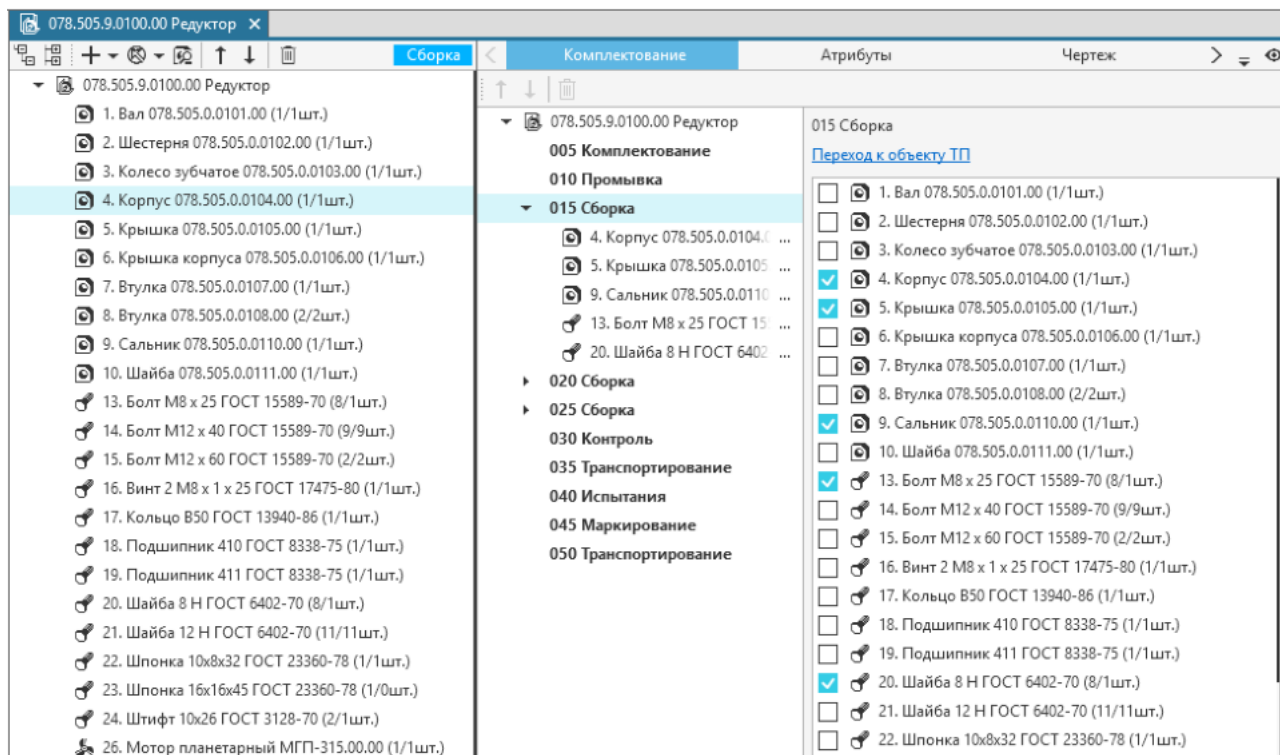 078.505.9.0100.00 Редуктор
Сборка
078.505.9.0100.00 Редуктор
1. Вал 078.505.0.0101.00 (1/1шт.)
2. Шестерня 078.505.0.0102.00 (1/1шт.)
3. Колесо зубчатое 078.505.0.0103.00 (1/1шт.)
4. Корпус 078.505.0.0104.00 (1/1шт.)
5. Крышка 078.505.0.0105.00 (1/1шт.)
6. Крышка корпуса 078.505.0.0106.00 (1/1шт.)
7. Втулка 078.505.0.0107.00 (1/1шт.)
8. Втулка 078.505.0.0108.00 (2/2шт.)
9. Сальник 078.505.0.0110.00 (1/1шт.)
10. Шайба 078.505.0.0111.00 (1/1шт.)
13. Болт М8 х 25 ГОСТ 15589-70 (8/1шт.)
14. Болт М12 х 40 ГОСТ 15589-70 (9/9шт.)
15. Болт М12 х 60 ГОСТ 15589-70 (2/2шт.)
16. Винт 2 М8 х 1 х 25 ГОСТ 17475-80 (1/1шт.)
17. Кольцо В50 ГОСТ 13940-86 (1/1шт.)
18. Подшипник 410 ГОСТ 8338-75 (1/1шт.)
19. Подшипник 411 ГОСТ 8338-75 (1/1шт.)
20. Шайба 8 Н ГОСТ 6402-70 (8/1шт.)
21. Шайба 12 Н ГОСТ 6402-70 (11/11шт.)
22. Шпонка 10х8х32 ГОСТ 23360-78 (1/1шт.)
23. Шпонка 16х16х45 ГОСТ 23360-78 (1/0шт.)
24. Штифт 10х26 ГОСТ 3128-70 (2/1шт.)
26. Мотор планетарный МГП-315.00.00 (1/1шт.)
Комплектование
Атрибуты
Чертеж
078.505.9.0100.00 Редуктор
005 Комплектование
010 Промывка
015 Сборка
4. Корпус 078.505.0.0104.0 ...
5. Крышка 078.505.0.0105 ...
9. Сальник 078.505.0.0110 ...
13. Болт М8 х 25 ГОСТ 15 ...
20. Шайба 8 Н ГОСТ 6402 ...
020 Сборка
025 Сборка
030 Контроль
035 Транспортирование
040 Испытания
045 Маркирование
050 Транспортирование
015 Сборка
Переход к объекту ТП
1. Вал 078.505.0.0101.00 (1/1шт.)
2. Шестерня 078.505.0.0102.00 (1/1шт.)
3. Колесо зубчатое 078.505.0.0103.00 (1/1шт.)
4. Корпус 078.505.0.0104.00 (1/1шт.)
5. Крышка 078.505.0.0105.00 (1/1шт.)
6. Крышка корпуса 078.505.0.0106.00 (1/1шт.)
7. Втулка 078.505.0.0107.00 (1/1шт.)
8. Втулка 078.505.0.0108.00 (2/2шт.)
9. Сальник 078.505.0.0110.00 (1/1шт.)
10. Шайба 078.505.0.0111.00 (1/1шт.)
13. Болт М8 х 25 ГОСТ 15589-70 (8/1шт.)
14. Болт М12 х 40 ГОСТ 15589-70 (9/9шт.)
15. Болт М12 х 60 ГОСТ 15589-70 (2/2шт.)
16. Винт 2 М8 х 1 х 25 ГОСТ 17475-80 (1/1шт.)
17. Кольцо В50 ГОСТ 13940-86 (1/1шт.)
18. Подшипник 410 ГОСТ 8338-75 (1/1шт.)
19. Подшипник 411 ГОСТ 8338-75 (1/1шт.)
20. Шайба 8 Н ГОСТ 6402-70 (8/1шт.)
21. Шайба 12 Н ГОСТ 6402-70 (11/11шт.)
22. Шпонка 10х8х32 ГОСТ 23360-78 (1/1шт.)